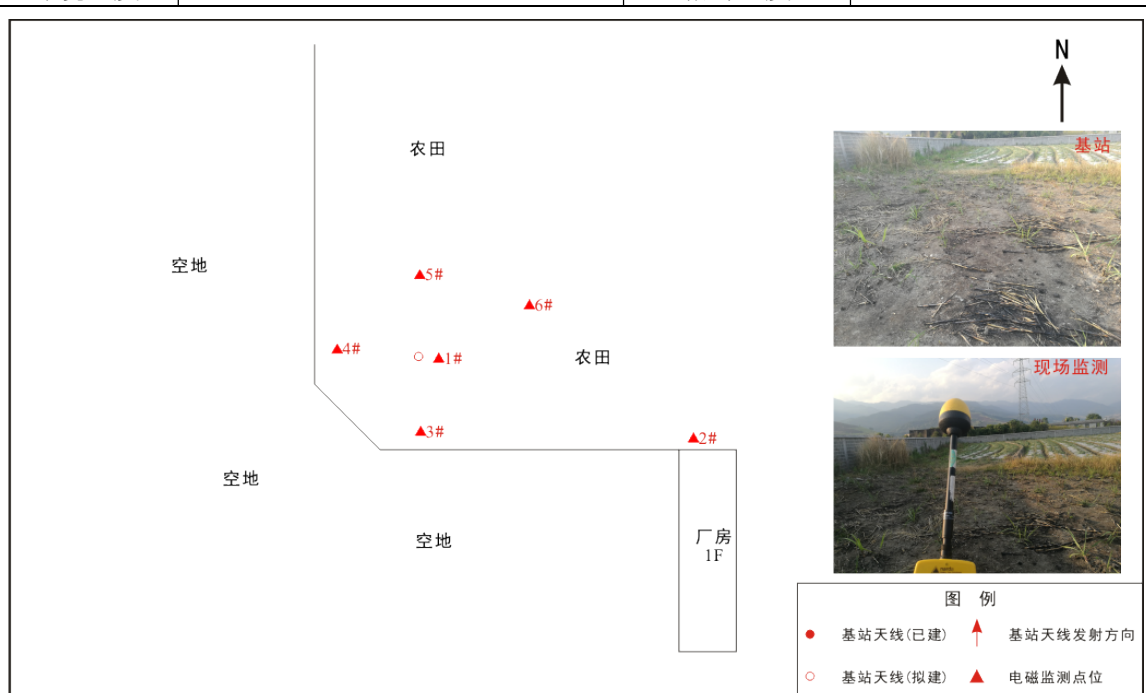 N
农田
基站
空地
5#
6#
4#
1#
农田
现场监测
3#
2#
空地
空地
厂房
1F
图 例
基站天线(已建)
基站天线发射方向
基站天线(拟建)
电磁监测点位